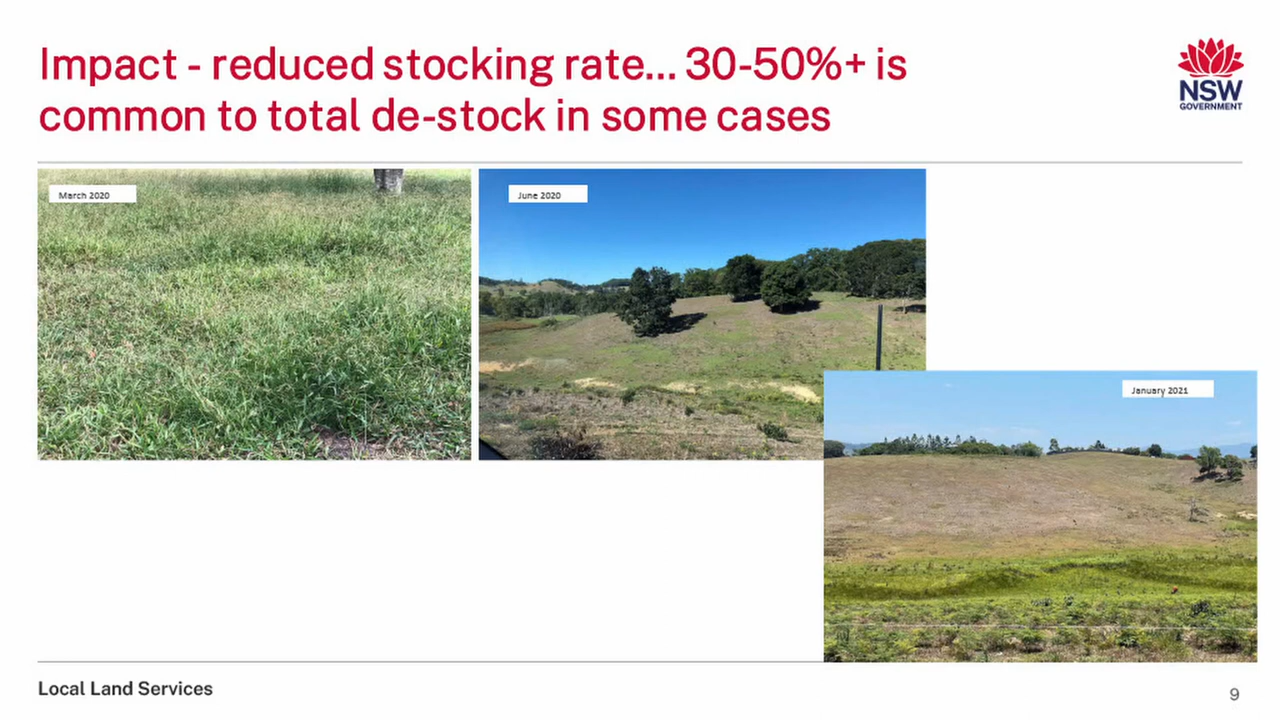 Impact - reduced stocking rate... 30-50%+ is
common to total de-stock in some cases
NSW
GOVERNMENT
March 2020
June 2020
January 2021
Local Land Services
9